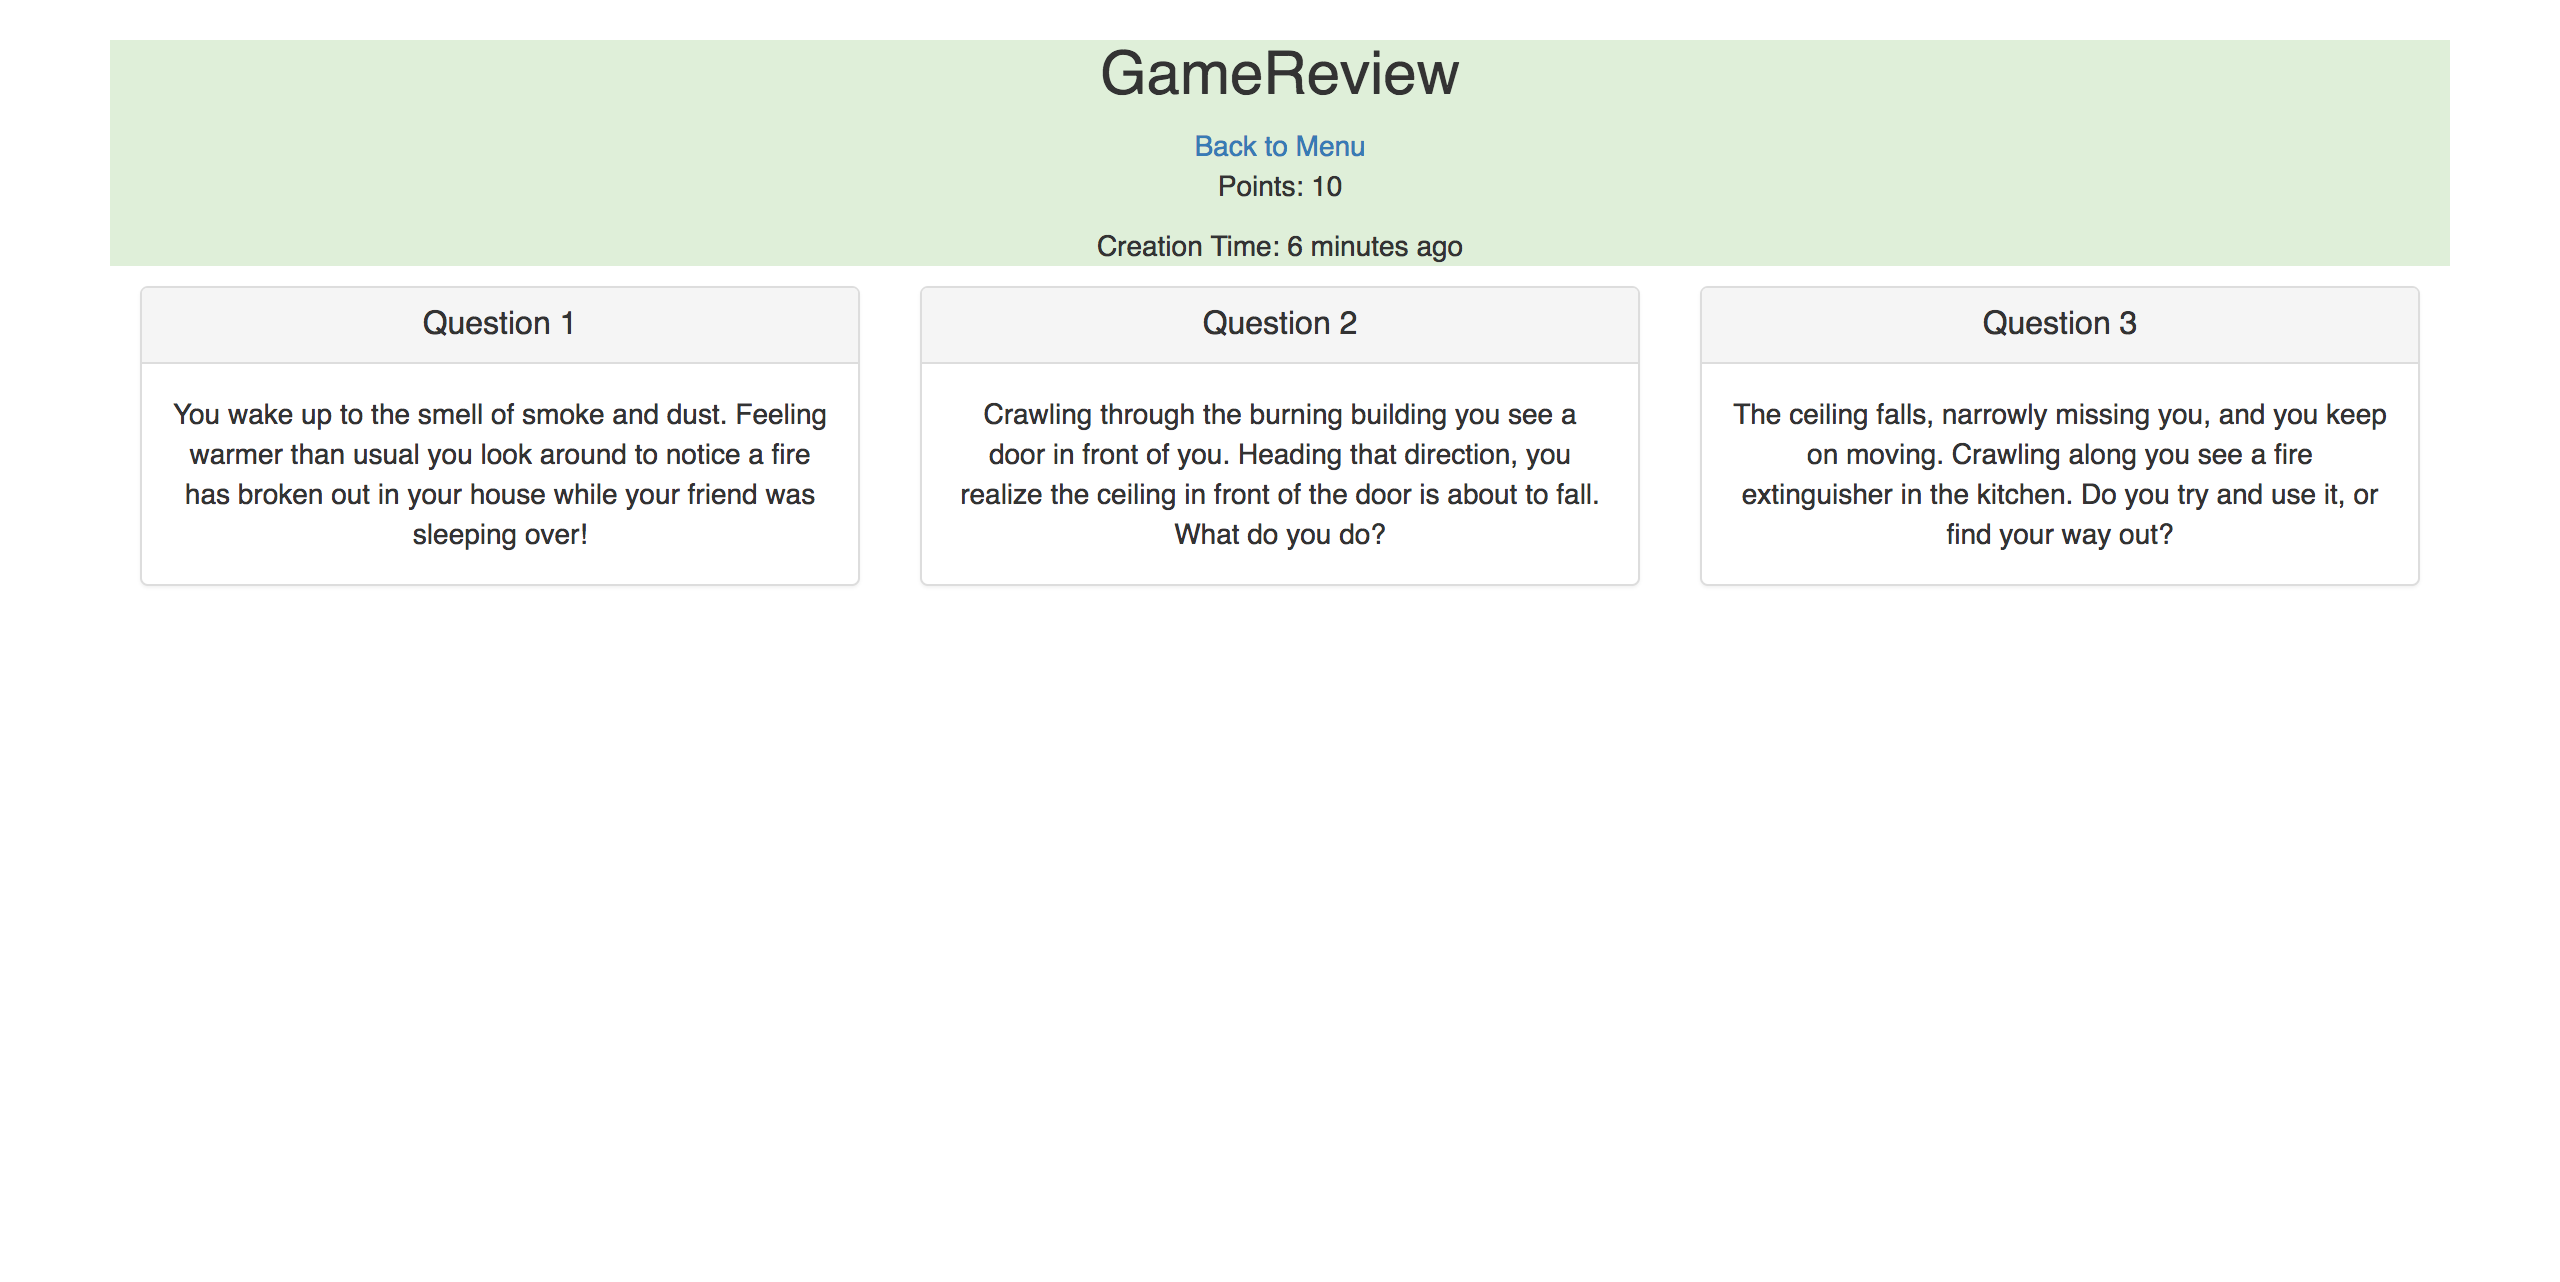 GameReview
Back to Menu
Points: 10
Creation Time: 6 minutes ago
Question 1
You wake up to the smell of smoke and dust. Feeling
warmer than usual you look around to notice a fire
has broken out in your house while your friend was
sleeping over!
Question 2
Crawling through the burning building you see a
door in front of you. Heading that direction, you
realize the ceiling in front of the door is about to fall.
What do you do?
Question 3
The ceiling falls, narrowly missing you, and you keep
on moving. Crawling along you see a fire
extinguisher in the kitchen. Do you try and use it, or
find your way out?